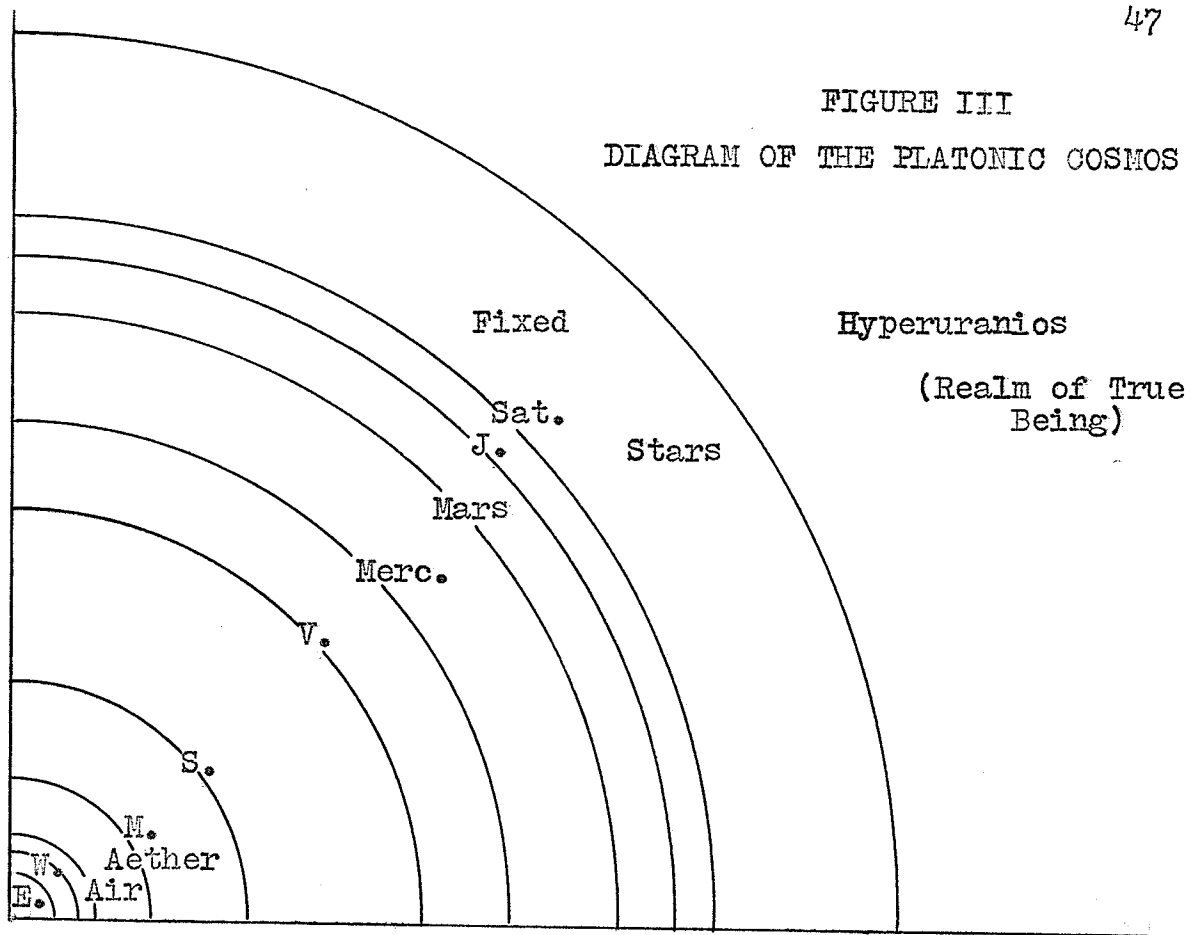 47
FIGURE III
DIAGRAM OF THE PLATONIC COSMOS
Fixed
Hyperuranios
(Realm of True
Being)
Sat.
J.
Stars
Mars
Merc.
V.
S.
M.
Aether
W.
Air
E.